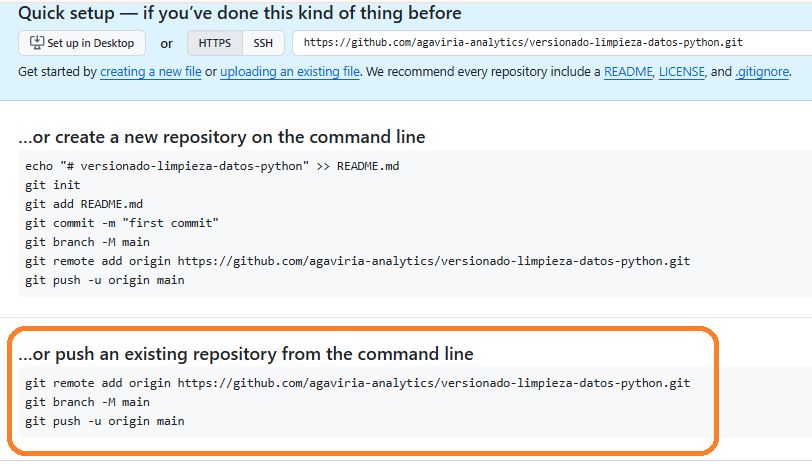 Quick setup — if you’ve done this kind of thing before
Set up in Desktop or HTTPS SSH https://github.com/agaviria-analytics/versionado-limpieza-datos-python.git
Get started by creating a new file or uploading an existing file. We recommend every repository include a README, LICENSE, and .gitignore.
...or create a new repository on the command line
echo "# versionado-limpieza-datos-python" >> README.md
git init
git add README.md
git commit -m "first commit"
git branch -M main
git remote add origin https://github.com/agaviria-analytics/versionado-limpieza-datos-python.git
git push -u origin main
...or push an existing repository from the command line
git remote add origin https://github.com/agaviria-analytics/versionado-limpieza-datos-python.git
git branch -M main
git push -u origin main